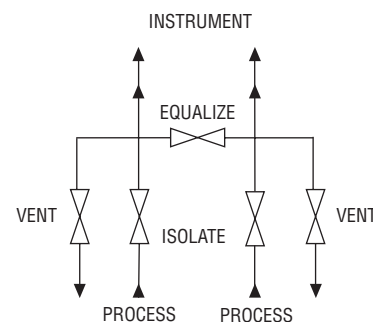 INSTRUMENT
EQUALIZE
VENT
ISOLATE
VENT
PROCESS PROCESS